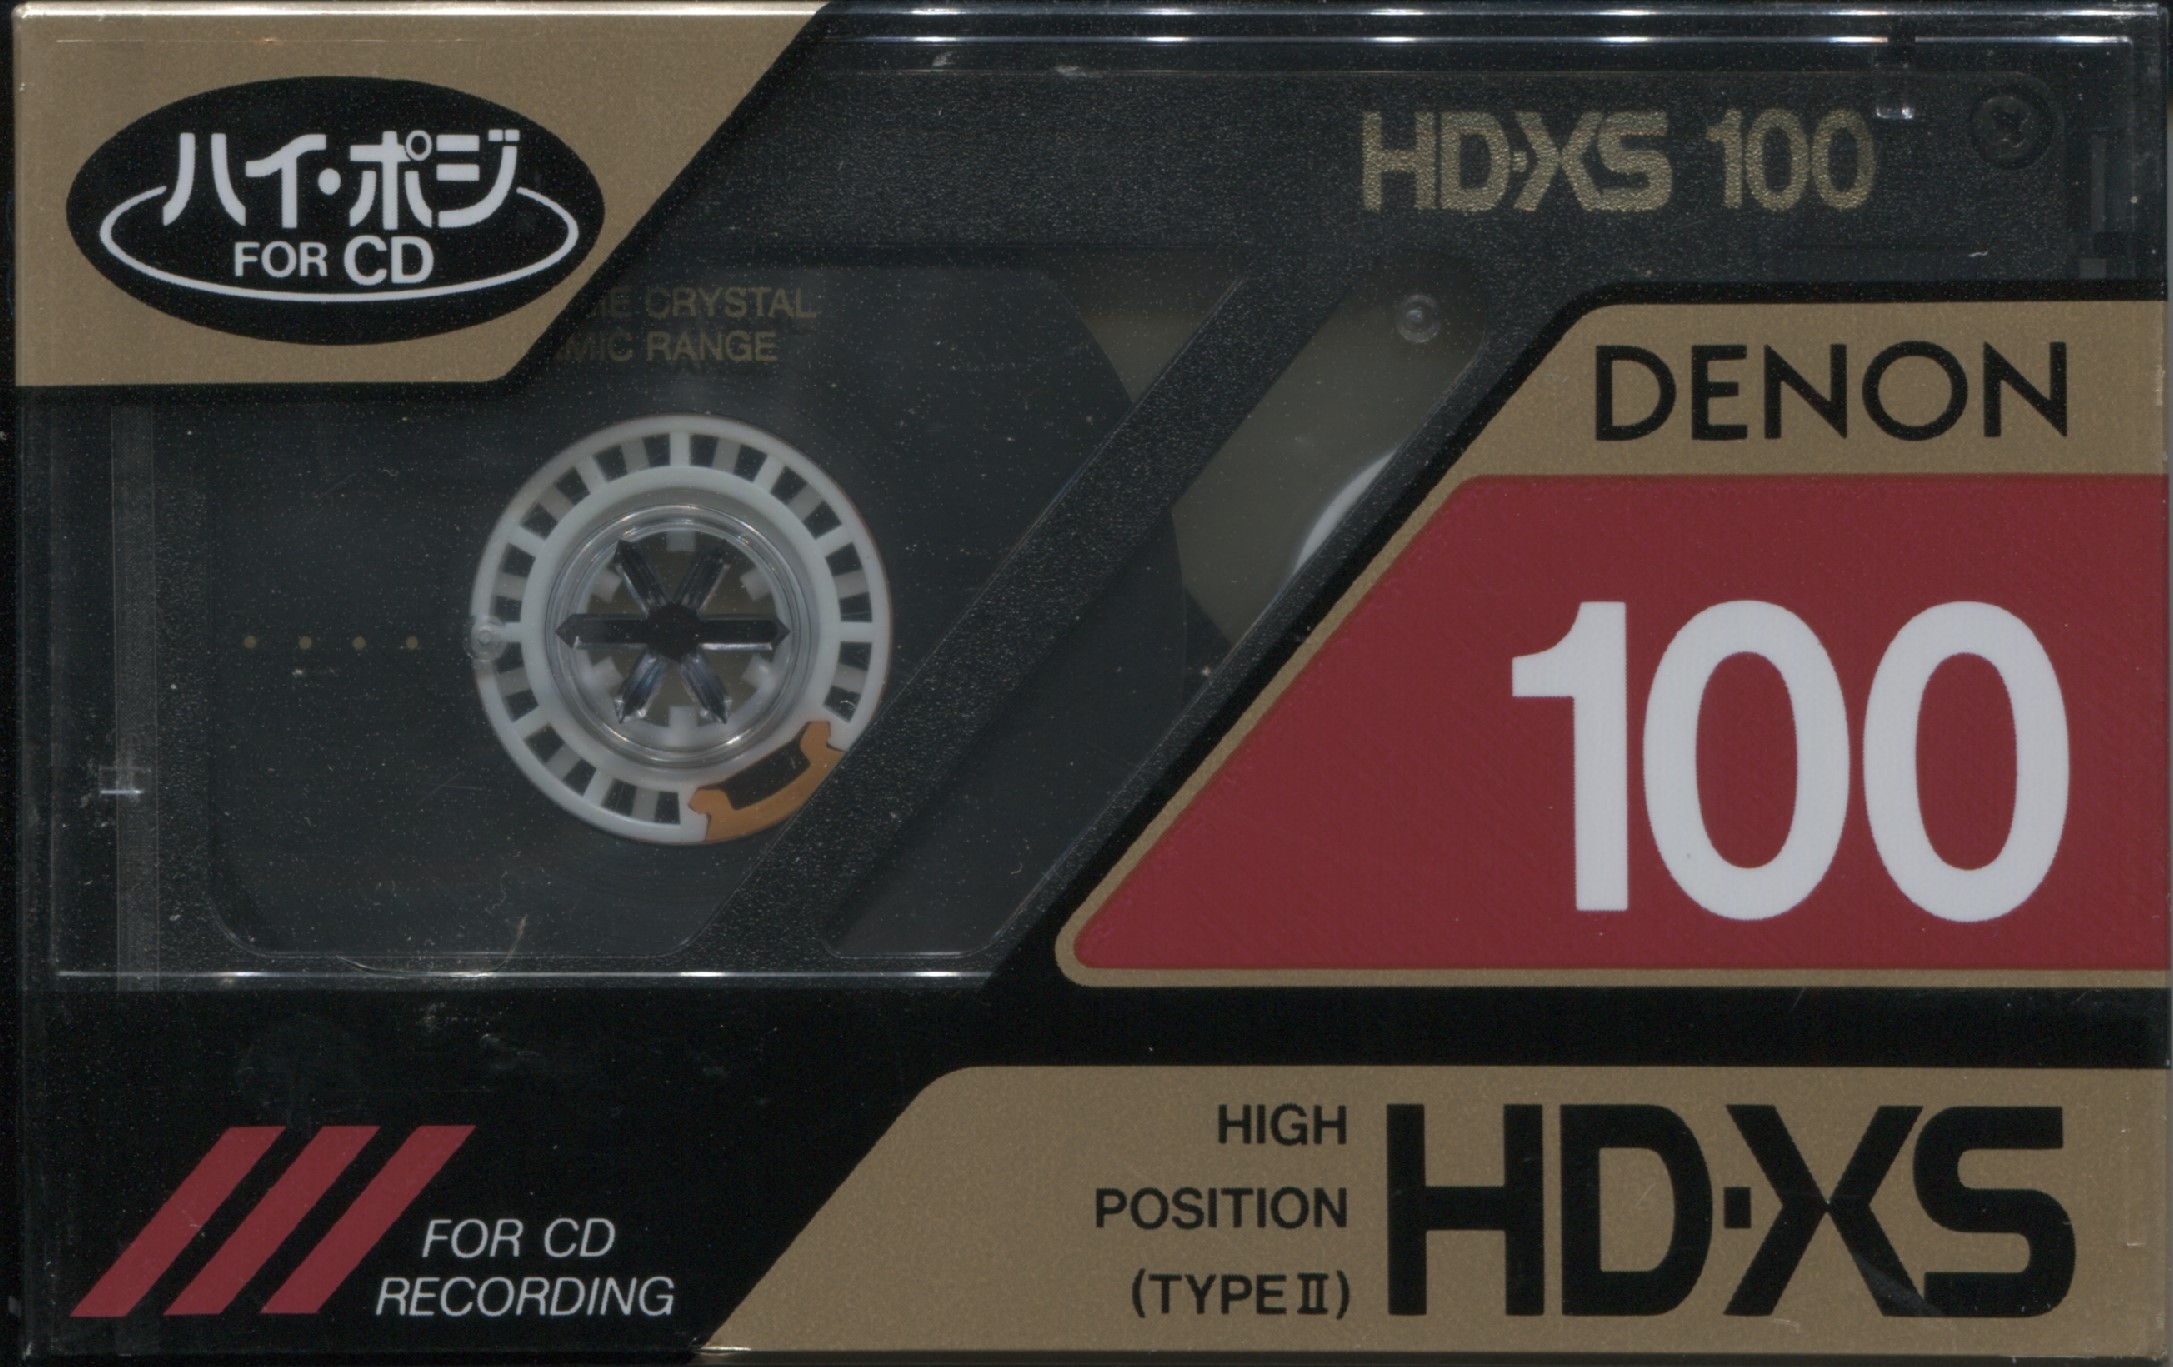 ハイ・ポジ
FOR CD
HD·XS 100
CRYSTAL
RANGE
DENON
100
HIGH
POSITION
(TYPE II)
HD·XS
FOR CD
RECORDING